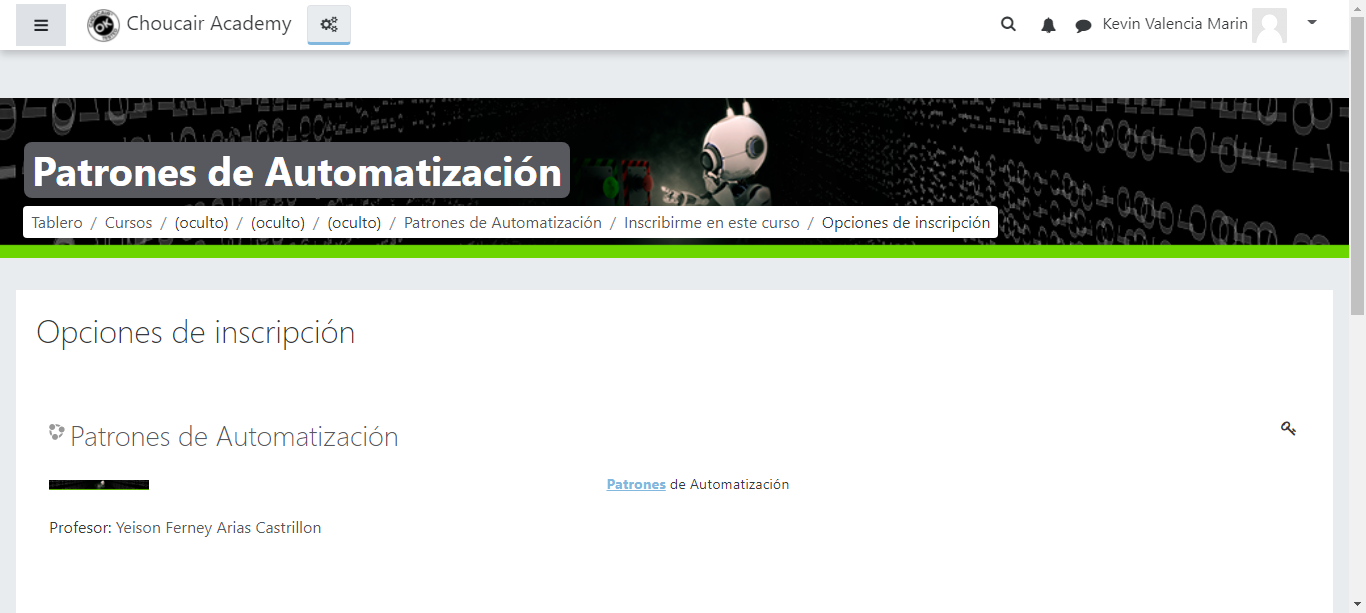 Choucair Academy
Kevin Valencia Marin
Patrones de Automatización
Tablero / Cursos / (oculto) / (oculto) / (oculto) / Patrones de Automatización / Inscribirme en este curso / Opciones de inscripción
Opciones de inscripción
Patrones de Automatización
Patrones de Automatización
Profesor: Yeison Ferney Arias Castrillon